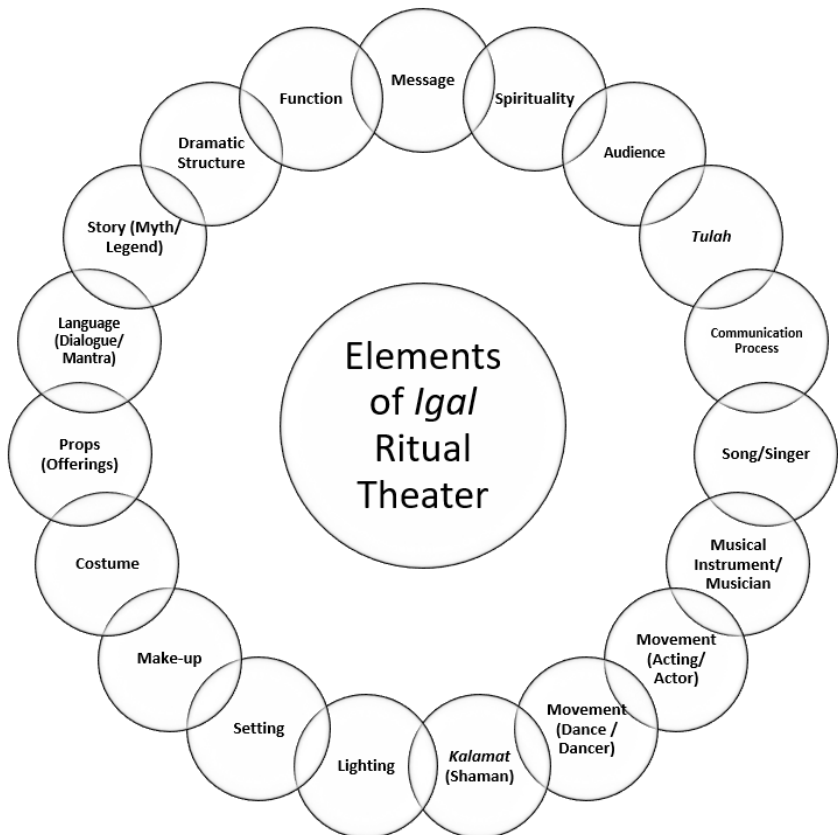 Message
Spirituality
Audience
Tulah
Communication
Process
Song/Singer
Musical
Instrument/
Musician
Movement
(Acting/
Actor)
Movement
(Dance /
Dancer)
Kalamat
(Shaman)
Lighting
Setting
Make-up
Costume
Props
(Offerings)
Language
(Dialogue/
Mantra)
Story (Myth/
Legend)
Dramatic
Structure
Function
Elements
of Igal
Ritual
Theater